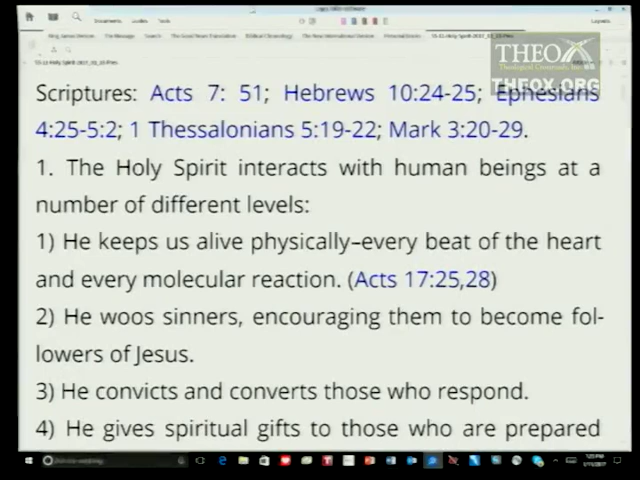 THEOX
THEOX.ORG
Scriptures: Acts 7: 51; Hebrews 10:24-25; Ephesians
4:25-5:2; 1 Thessalonians 5:19-22; Mark 3:20-29.
1. The Holy Spirit interacts with human beings at a
number of different levels:
1) He keeps us alive physically–every beat of the heart
and every molecular reaction. (Acts 17:25,28)
2) He woos sinners, encouraging them to become fol-
lowers of Jesus.
3) He convicts and converts those who respond.
4) He gives spiritual gifts to those who are prepared